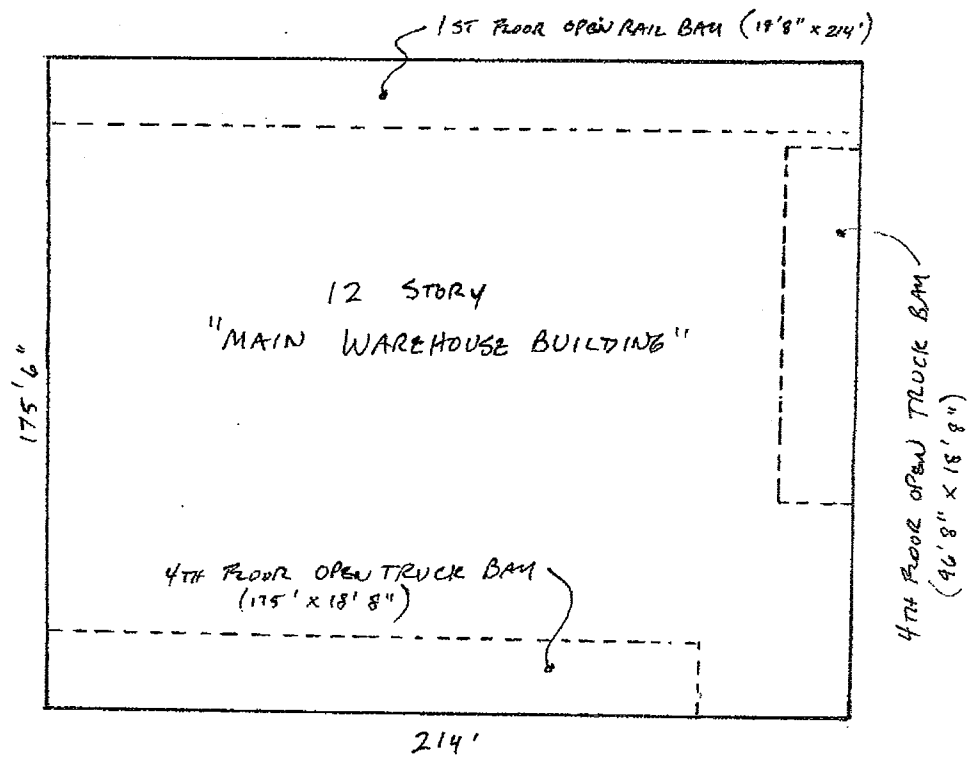 1ST FLOOR OPEN RAIL BAY (18'8" x 214')
12 STORY
"MAIN WAREHOUSE BUILDING"
175'6"
4TH FLOOR OPEN TRUCK BAY
(96'8" x 18'8")
4TH FLOOR OPEN TRUCK BAY
(175' x 18'8")
214'